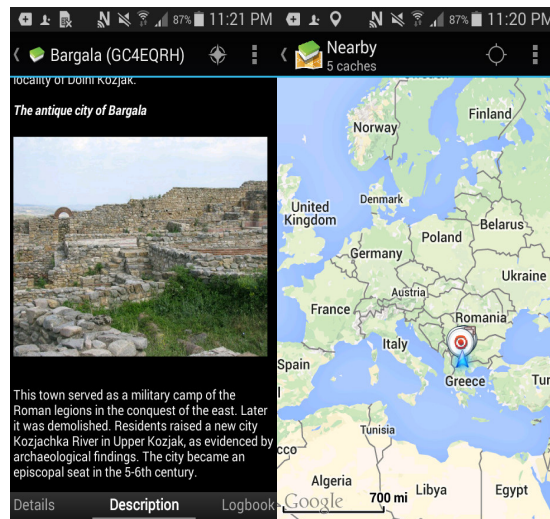 87% 11:21 PM
Bargala (GC4EQRH)
locality of Dolni Kozjak.
The antique city of Bargala
This town served as a military camp of the
Roman legions in the conquest of the east. Later
it was demolished. Residents raised a new city
Kozjachka River in Upper Kozjak, as evidenced by
archaeological findings. The city became an
episcopal seat in the 5-6th century.
Details Description Logbook
87% 11:20 PM
Nearby
5 caches
Norway
Finland
United
Kingdom
Denmark
Belarus
Poland
Germany
Ukraine
Austria
France
Romania
Italy
Spain
Greece
Tur
Tunisia
cco
Algeria
Libya
Egypt
Google
700 mi